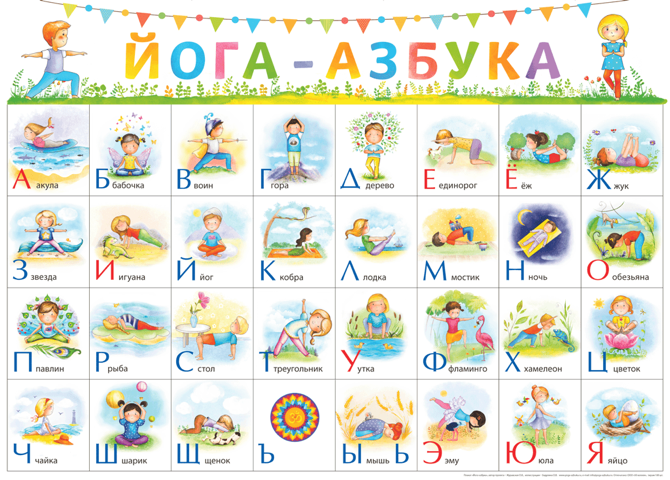 ЙОГА - АЗБУКА
А акула
Б бабочка
В воин
Г гора
Д дерево
Е единорог
Ё ёж
Ж жук
З звезда
И игуана
Й йог
К кобра
Л лодка
М мостик
Н ночь
О обезьяна
П павлин
Р рыба
С стол
Т треугольник
У утка
Ф фламинго
Х хамелеон
Ц цветок
Ч чайка
Ш шарик
Щ щенок
Ъ
Ы мышь Ь
Э эму
Ю юла
Я яйцо